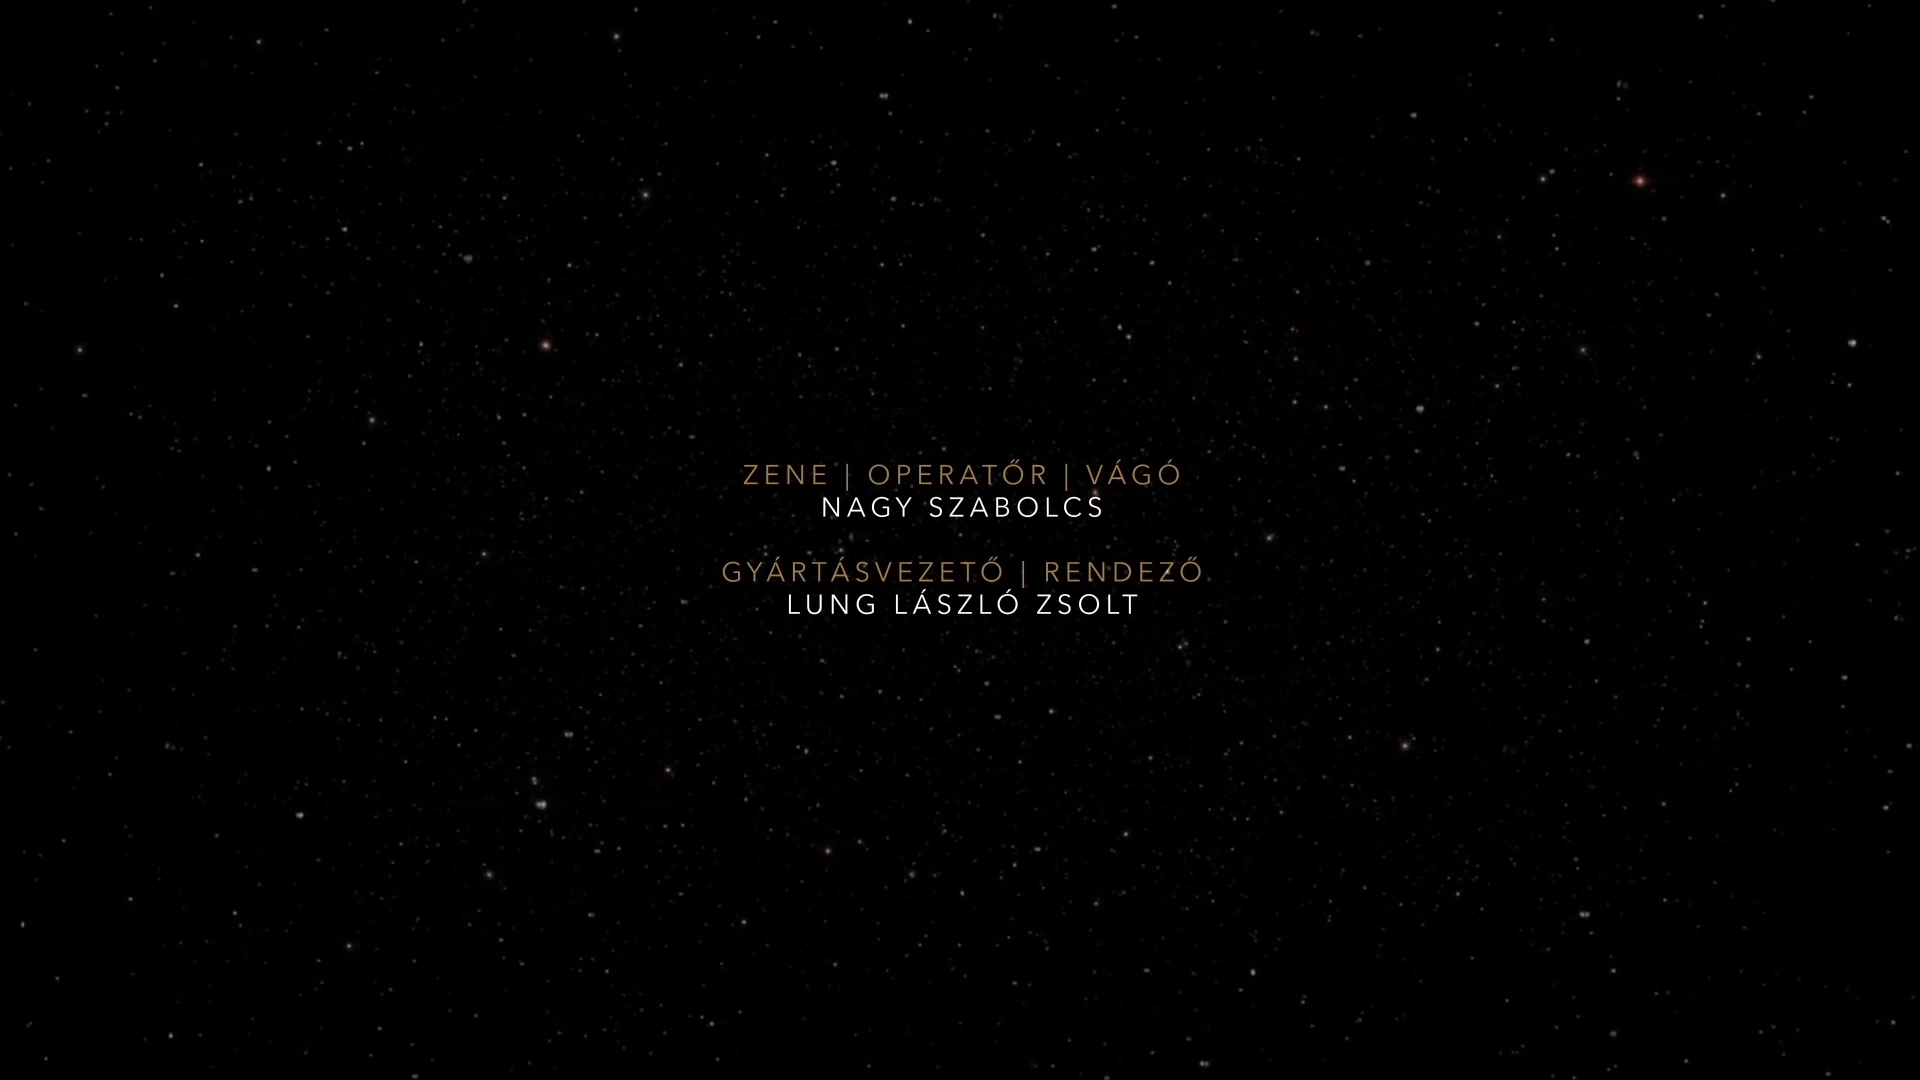 ZENE | OPERATŐR | VÁGÓ
NAGY SZABOLCS
GYÁRTÁSVEZETŐ | RENDEZŐ
LUNG LÁSZLÓ ZSOLT